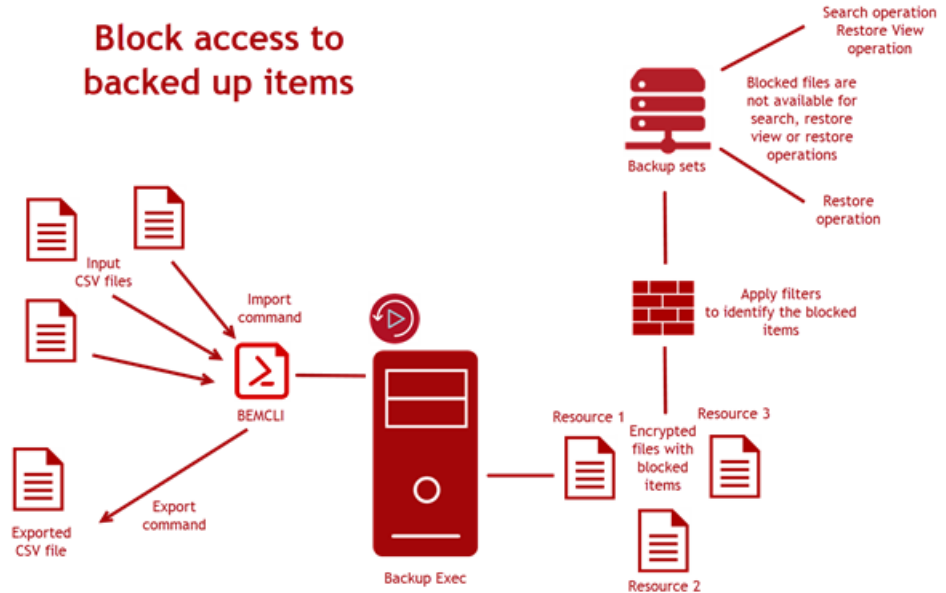 Block access to
backed up items
Search operation
Restore View
operation
Blocked files are
not available for
search, restore
view or restore
operations
Backup sets
Restore
operation
Input
CSV files
Import
command
Apply filters
to identify the blocked
items
BEMCLI
Resource 1
Resource 3
Encrypted
files with
blocked
items
Export
command
Exported
CSV file
Backup Exec
Resource 2